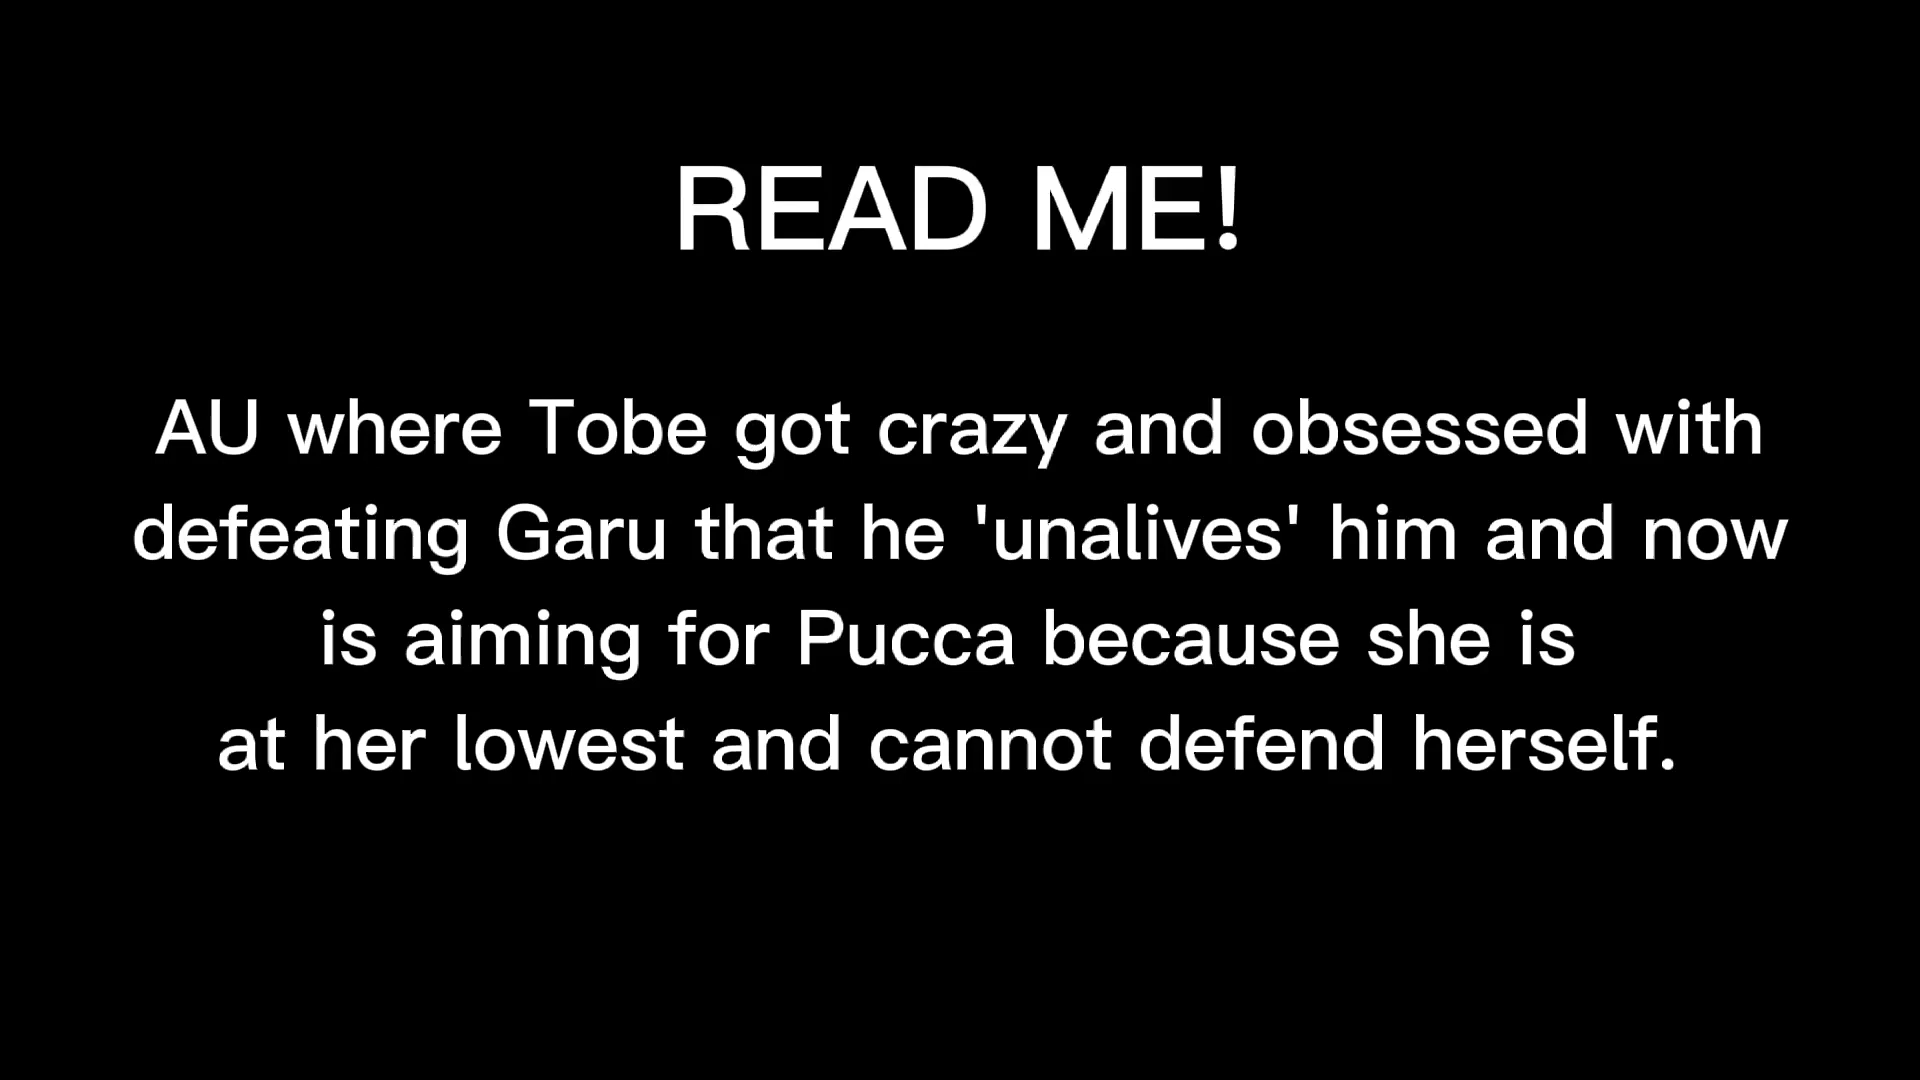 READ ME!
AU where Tobe got crazy and obsessed with
defeating Garu that he 'unalives' him and now
is aiming for Pucca because she is
at her lowest and cannot defend herself.